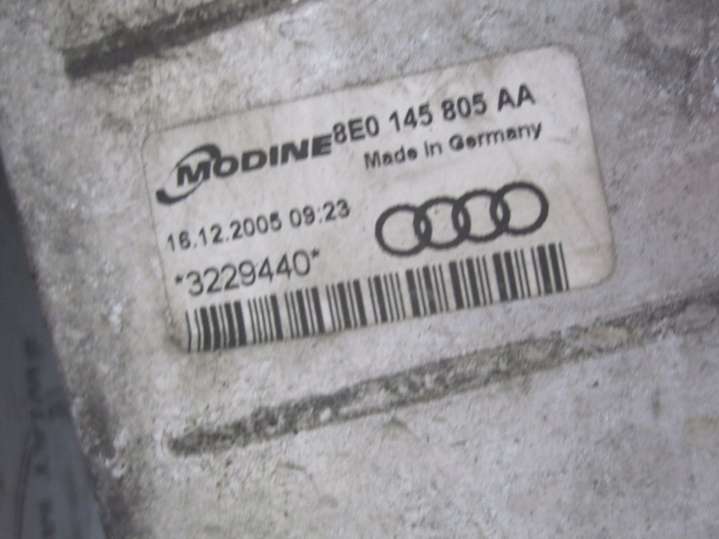 MODINE 8E0 145 805 AA
Made in Germany
16.12.2005 09:23
*3229440*